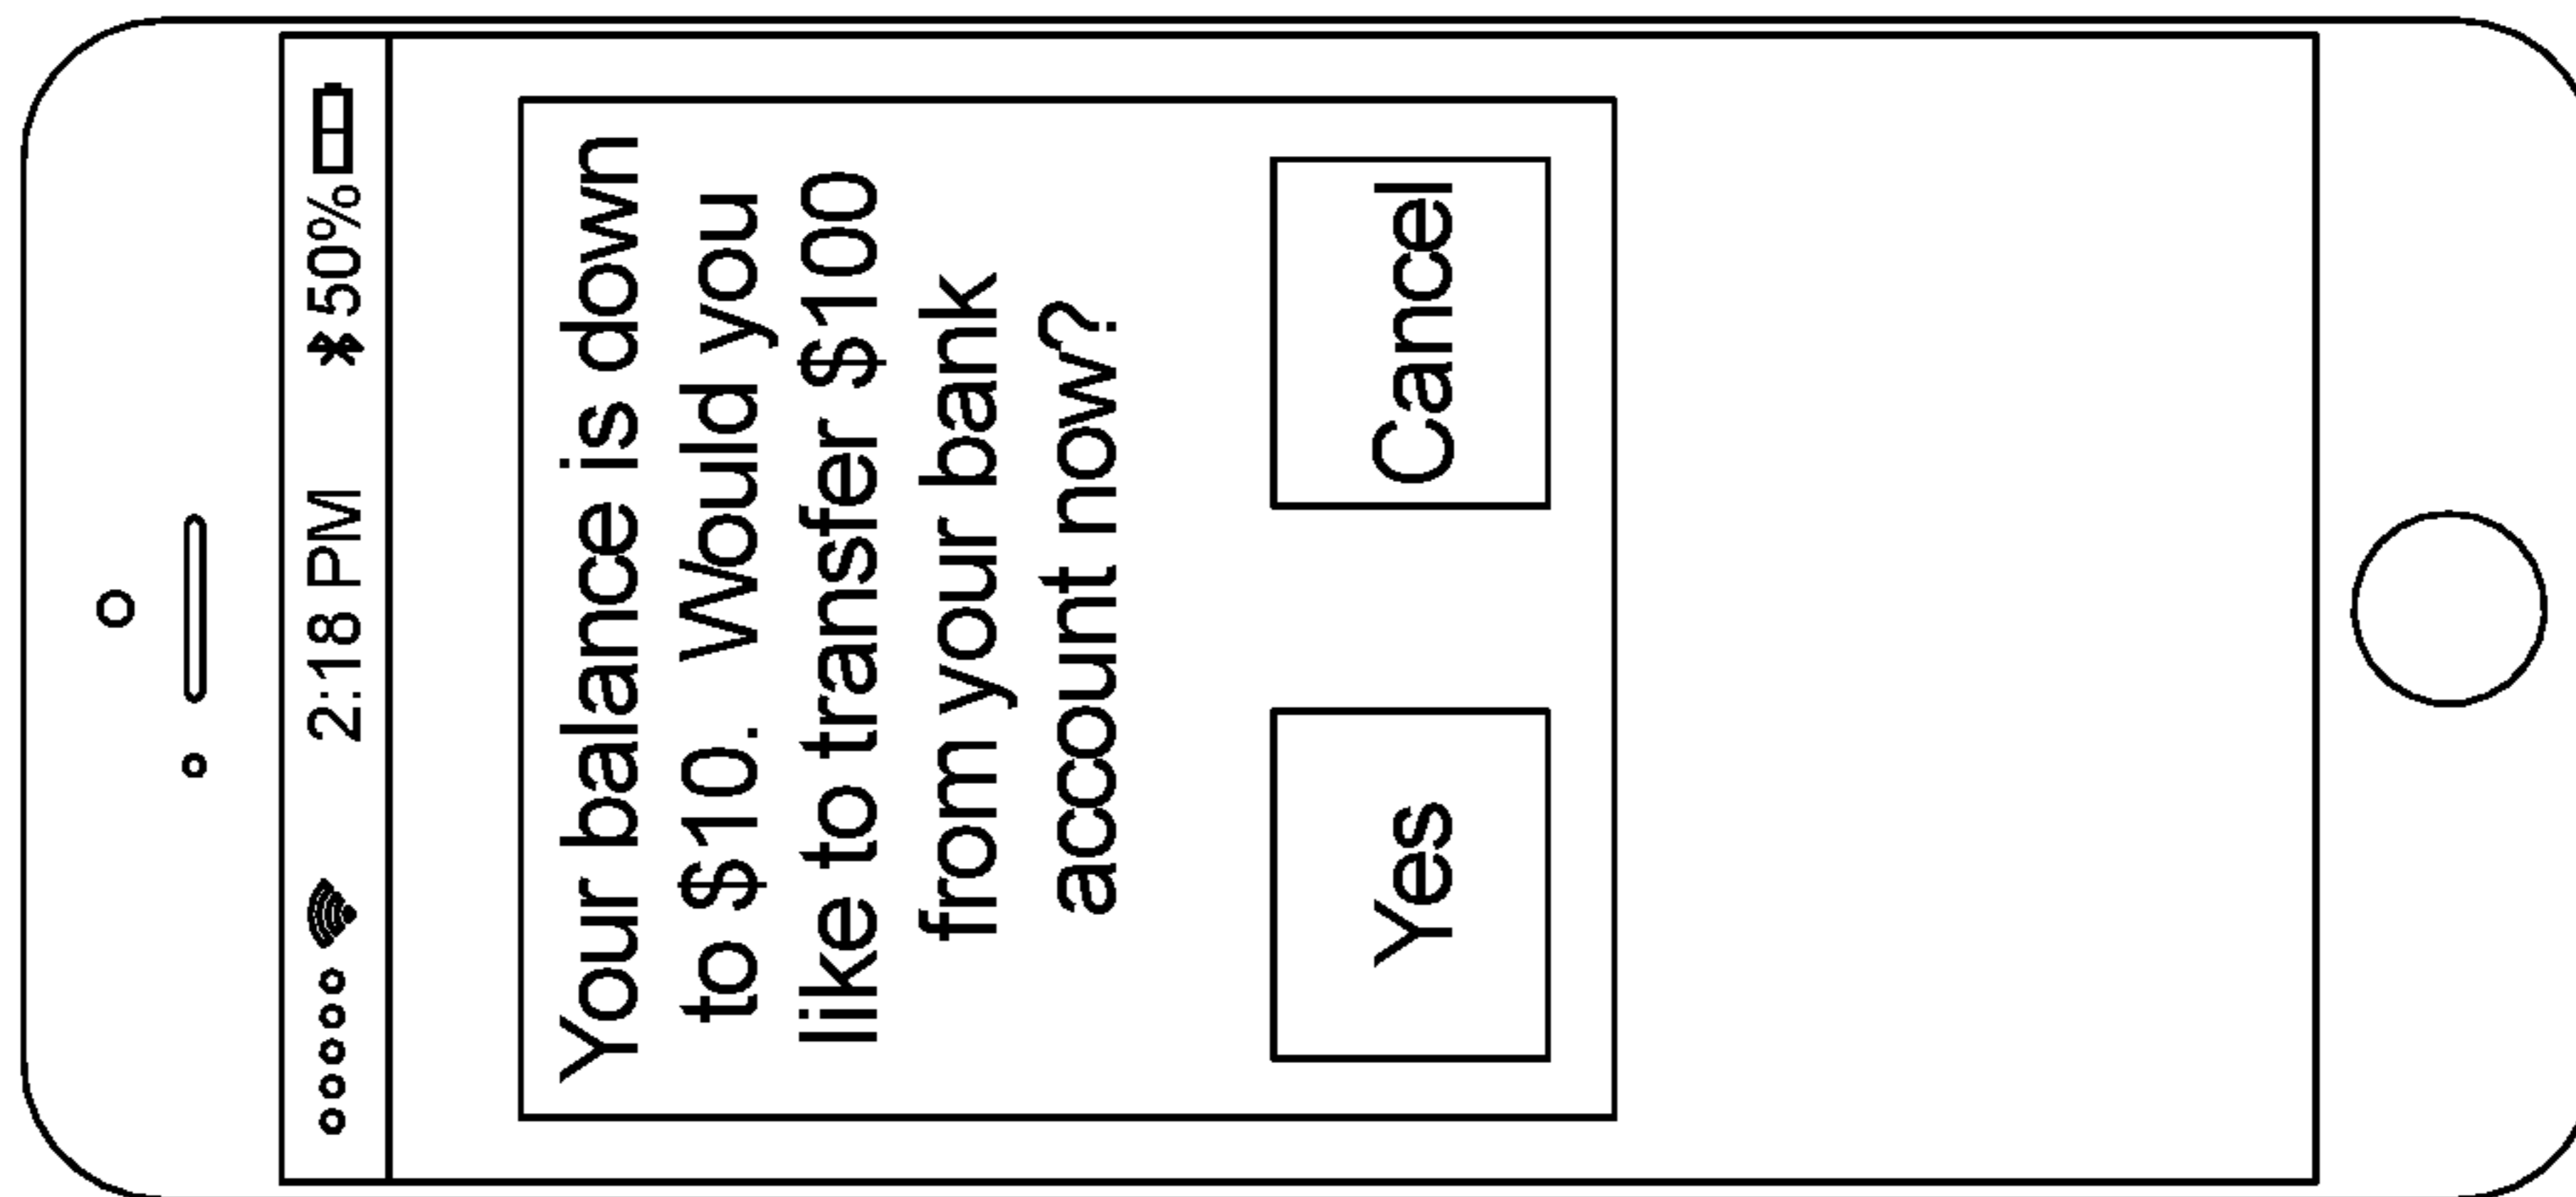 2:18 PM 50%
Your balance is down
to $10. Would you
like to transfer $100
from your bank
account now?
Yes Cancel